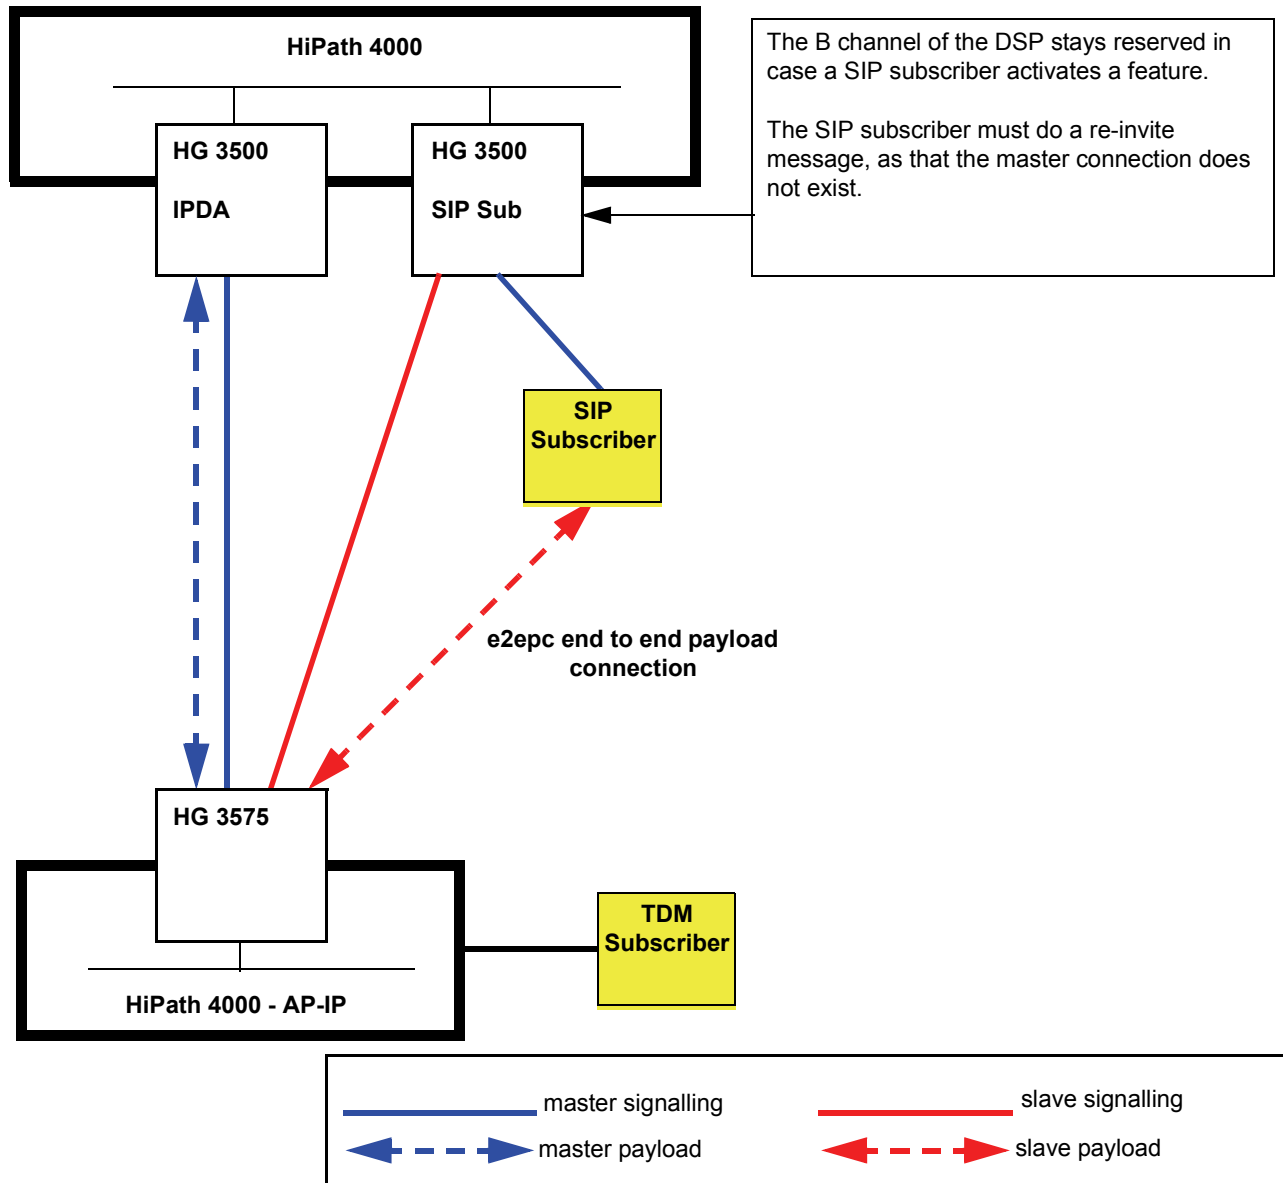 HiPath 4000
The B channel of the DSP stays reserved in
case a SIP subscriber activates a feature.
The SIP subscriber must do a re-invite
message, as that the master connection does
not exist.
HG 3500
IPDA
HG 3500
SIP Sub
SIP
Subscriber
e2epc end to end payload
connection
HG 3575
TDM
Subscriber
HiPath 4000 - AP-IP
master signalling
slave signalling
master payload
slave payload